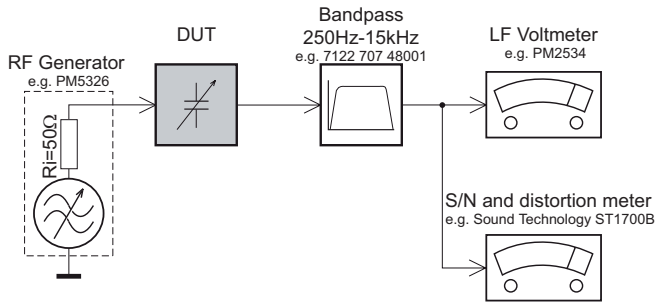 Bandpass
250Hz-15kHz
e.g. 7122 707 48001
DUT
LF Voltmeter
e.g. PM2534
RF Generator
e.g. PM5326
Ri=50Ω
S/N and distortion meter
e.g. Sound Technology ST1700B